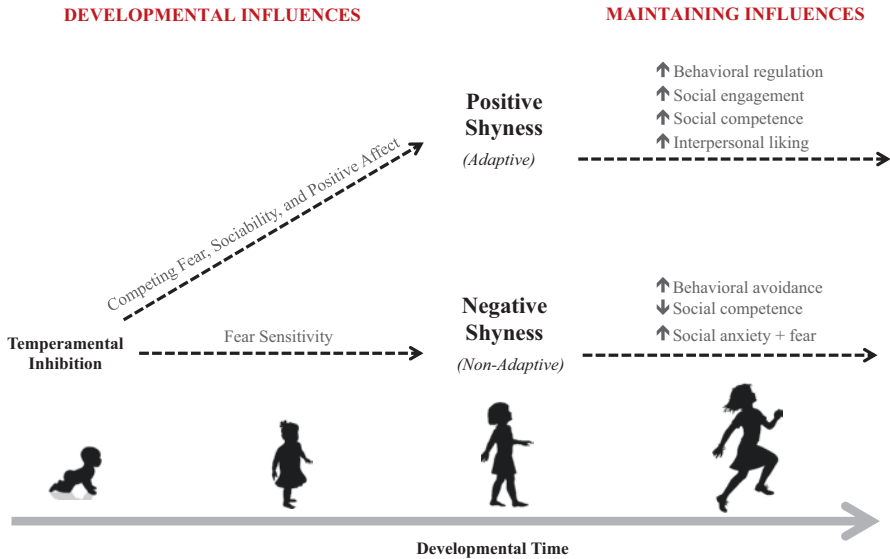 DEVELOPMENTAL INFLUENCES
MAINTAINING INFLUENCES
Positive
Shyness
(Adaptive)
↑ Behavioral regulation
↑ Social engagement
↑ Social competence
↑ Interpersonal liking
Competing Fear, Sociability, and Positive Affect
Temperamental
Inhibition
Fear Sensitivity
Negative
Shyness
(Non-Adaptive)
↑ Behavioral avoidance
↓ Social competence
↑ Social anxiety + fear
Developmental Time